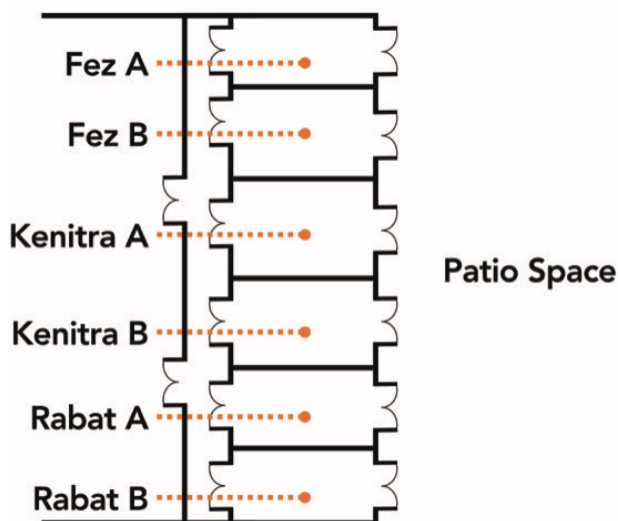 Fez A
Fez B
Kenitra A
Patio Space
Kenitra B
Rabat A
Rabat B